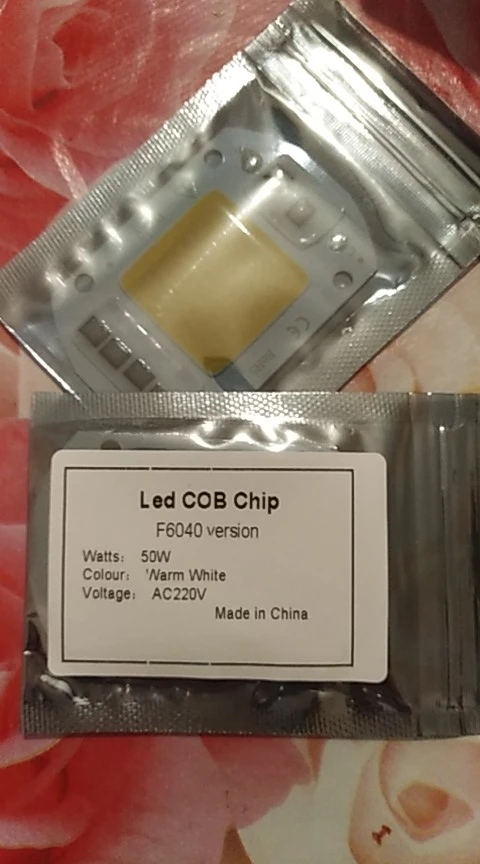 Led COB Chip
F6040 version
Watts: 50W
Colour: Warm White
Voltage: AC220V
Made in China